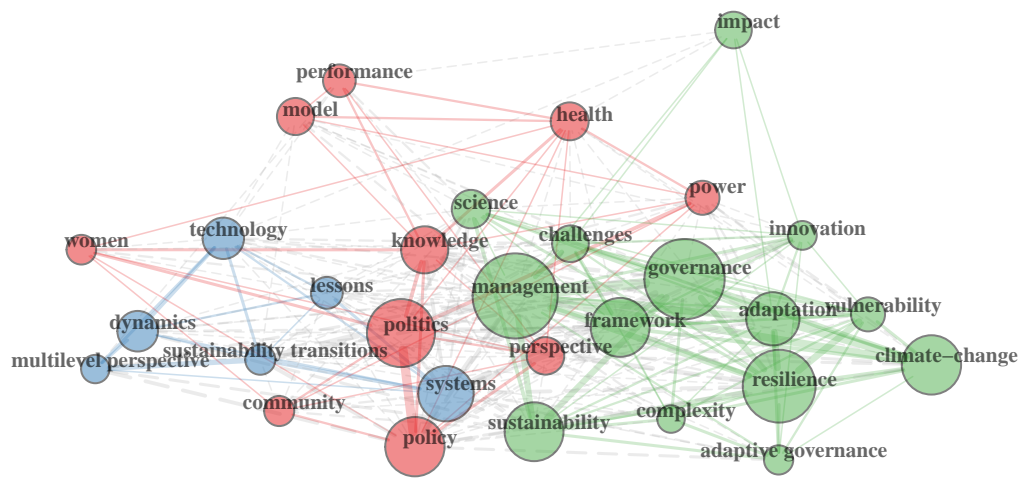 impact
performance
model
health
power
science
technology
women
knowledge
challenges
innovation
governance
management
lessons
adaptation
vulnerability
dynamics
politics
framework
perspective
sustainability transitions
multilevel perspective
climate−change
systems
resilience
community
complexity
sustainability
policy
adaptive governance